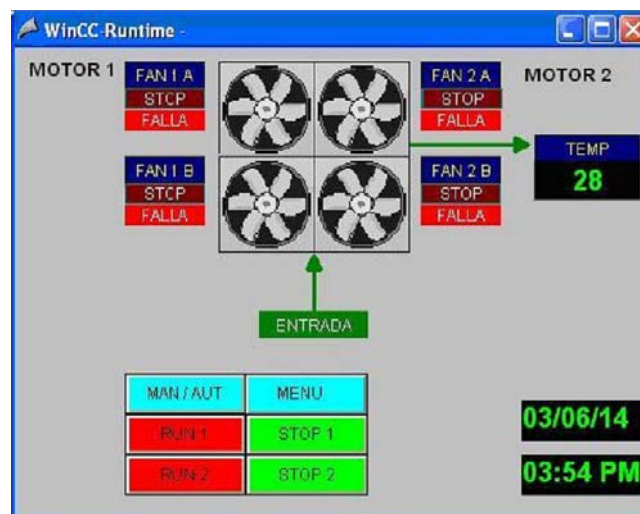 WinCC-Runtime -
MOTOR 1
FAN 1 A
STOP
FALLA
FAN 2 A
STOP
FALLA
MOTOR 2
TEMP
28
FAN 1 B
STOP
FALLA
FAN 2 B
STOP
FALLA
ENTRADA
MAN / AUT MENU
RUN 1 STOP 1
RUN 2 STOP 2
03/06/14
03:54 PM